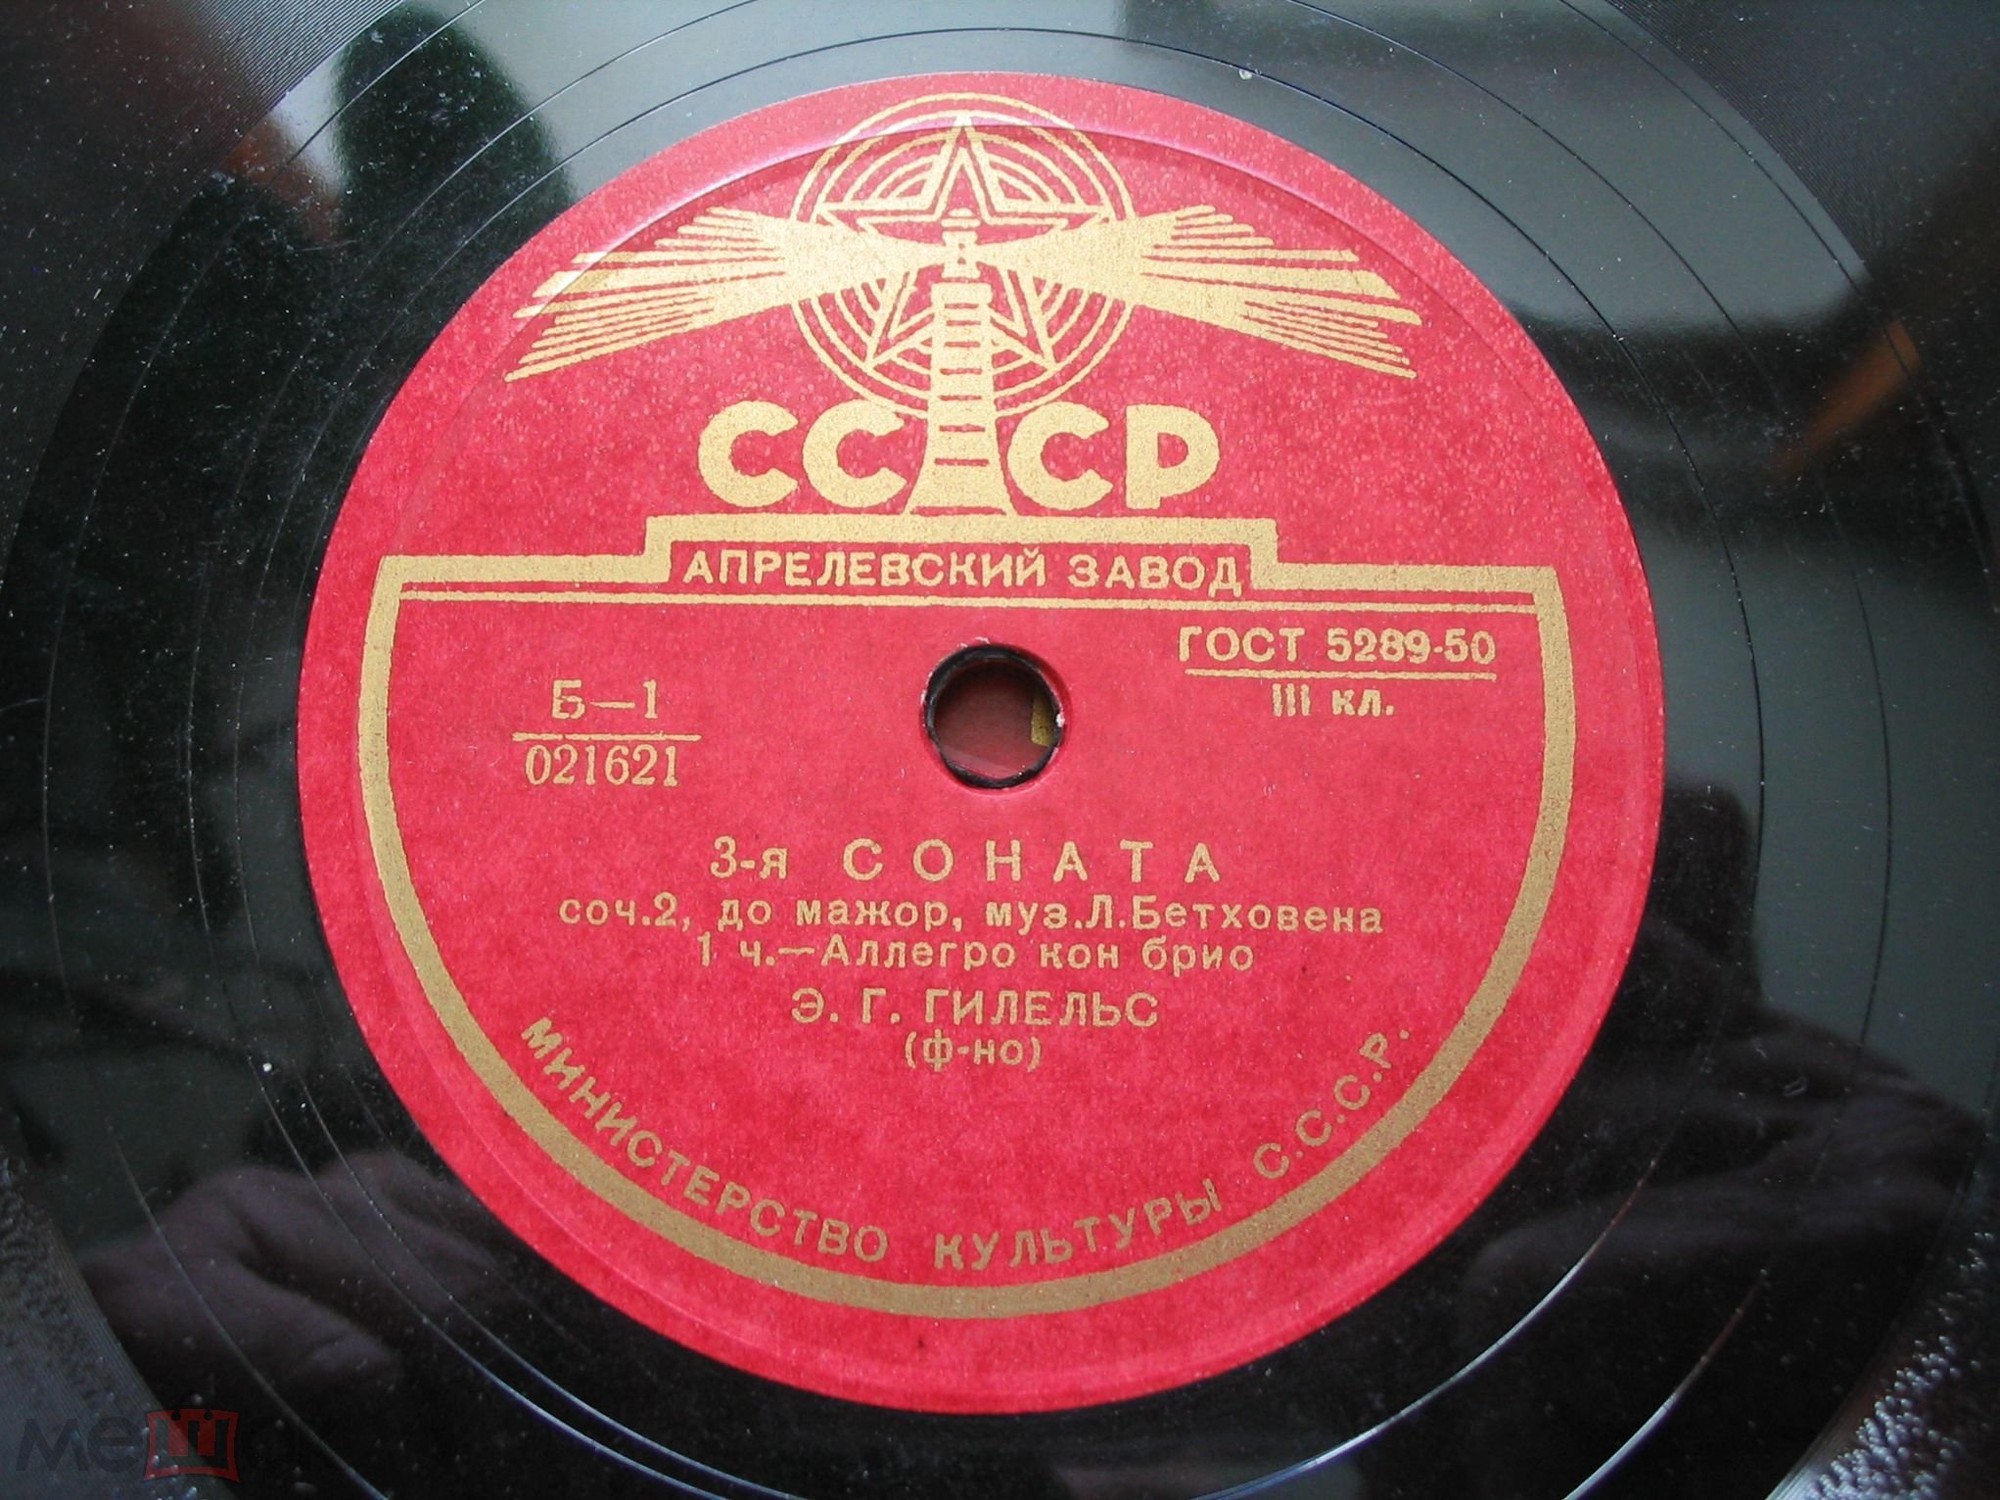 СССР
АПРЕЛЕВСКИЙ ЗАВОД
ГОСТ 5289-50
III кл.
Б—1
021621
3-я СОНАТА
соч.2, до мажор, муз.Л.Бетховена
1 ч.—Аллегро кон брио
Э. Г. ГИЛЕЛЬС
(ф-но)
МИНИСТЕРСТВО КУЛЬТУРЫ С.С.С.Р.